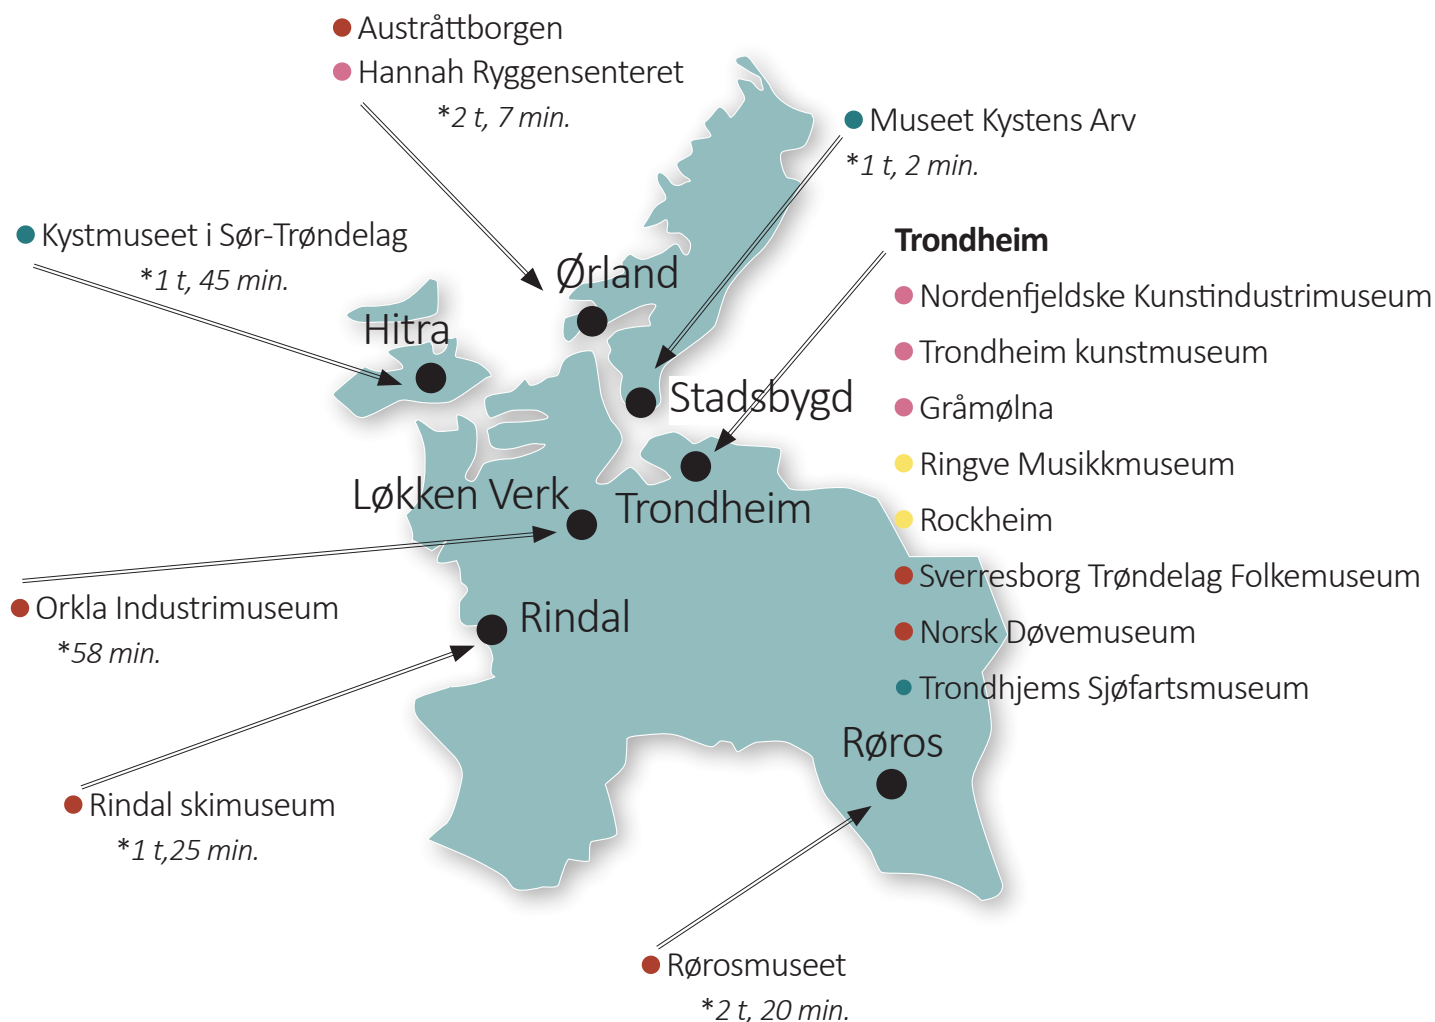 Austråttborgen
Hannah Ryggensenteret
*2 t, 7 min.
Museet Kystens Arv
*1 t, 2 min.
Kystmuseet i Sør-Trøndelag
*1 t, 45 min.
Trondheim
Nordenfjeldske Kunstindustrimuseum
Trondheim kunstmuseum
Gråmølna
Ringve Musikkmuseum
Rockheim
Sverresborg Trøndelag Folkemuseum
Norsk Døvemuseum
Trondhjems Sjøfartsmuseum
Ørland
Hitra
Stadsbygd
Løkken Verk
Trondheim
Orkla Industrimuseum
*58 min.
Rindal
Røros
Rindal skimuseum
*1 t,25 min.
Rørosmuseet
*2 t, 20 min.